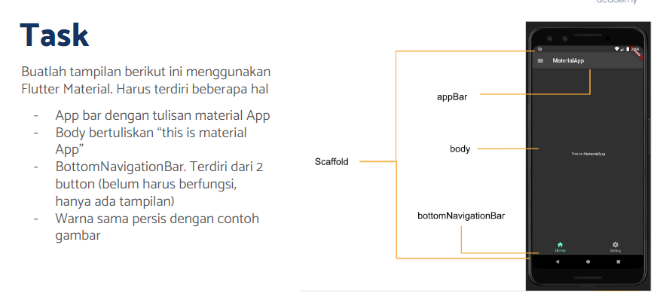 academy
Task
Buatlah tampilan berikut ini menggunakan
Flutter Material. Harus terdiri beberapa hal
- App bar dengan tulisan material App
- Body bertuliskan “this is material
App”
- BottomNavigationBar. Terdiri dari 2
button (belum harus berfungsi,
hanya ada tampilan)
- Warna sama persis dengan contoh
gambar
Scaffold
appBar
body
bottomNavigationBar
MaterialApp
This is MaterialApp
Home
Setting